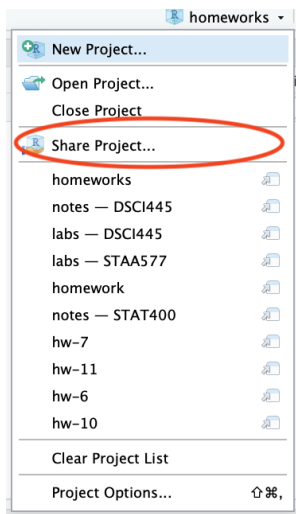 homeworks
New Project...
Open Project...
Close Project
Share Project...
homeworks
notes — DSCI445
labs — DSCI445
labs — STAA577
homework
notes — STAT400
hw-7
hw-11
hw-6
hw-10
Clear Project List
Project Options... ⇧⌘,